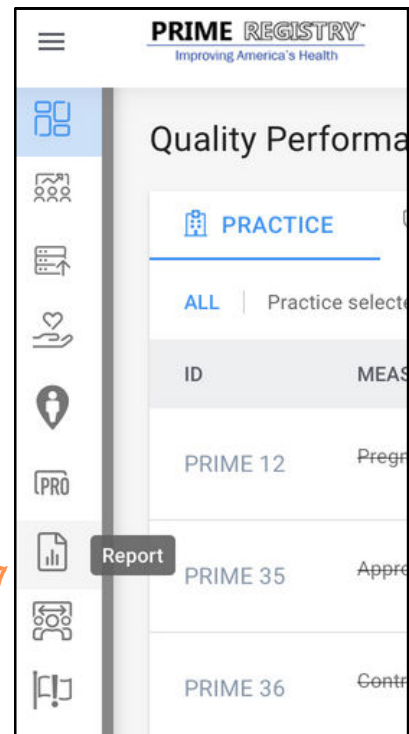 PRIME REGISTRY™
Improving America's Health
Quality Performa
PRACTICE
ALL | Practice selecte
ID MEAS
PRIME 12 Pregn
PRO
Report
PRIME 35 Appro
PRIME 36 Contr